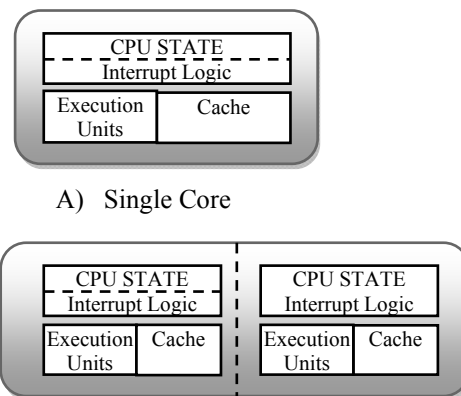 CPU STATE
Interrupt Logic
Execution Units
Cache
A) Single Core
CPU STATE
Interrupt Logic
Execution Units
Cache
CPU STATE
Interrupt Logic
Execution Units
Cache